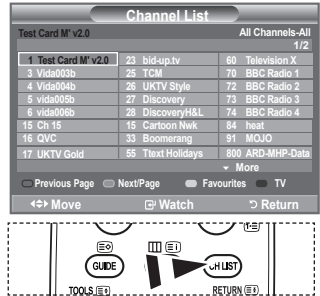 Channel List
Test Card M' v2.0 All Channels-All
1/2
1 Test Card M' v2.0 23 bid-up.tv 60 Television X
3 Vida003b 25 TCM 70 BBC Radio 1
4 Vida004b 26 UKTV Style 72 BBC Radio 2
5 vida005b 27 Discovery 73 BBC Radio 3
6 vida006b 28 DiscoveryH&L 74 BBC Radio 4
15 Ch 15 15 Cartoon Nwk 84 heat
16 QVC 33 Boomerang 91 MOJO
17 UKTV Gold 55 Ttext Holidays 800 ARD-MHP-Data
More
Previous Page Next/Page Favourites TV
Move Watch Return
GUIDE CH LIST
TOOLS RETURN